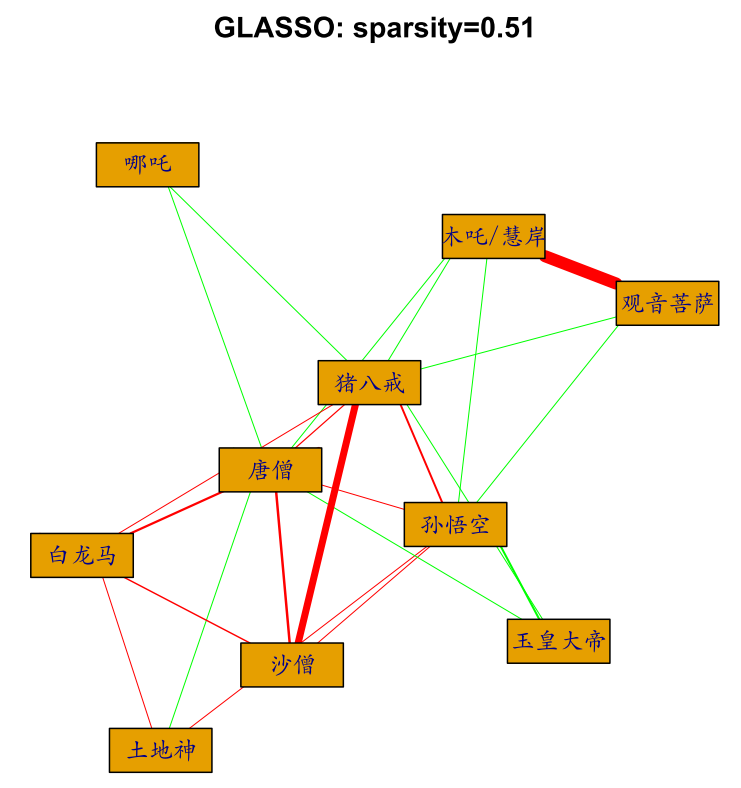 GLASSO: sparsity=0.51
哪吒
木吒/慧岸
观音菩萨
猪八戒
唐僧
孙悟空
白龙马
玉皇大帝
沙僧
土地神